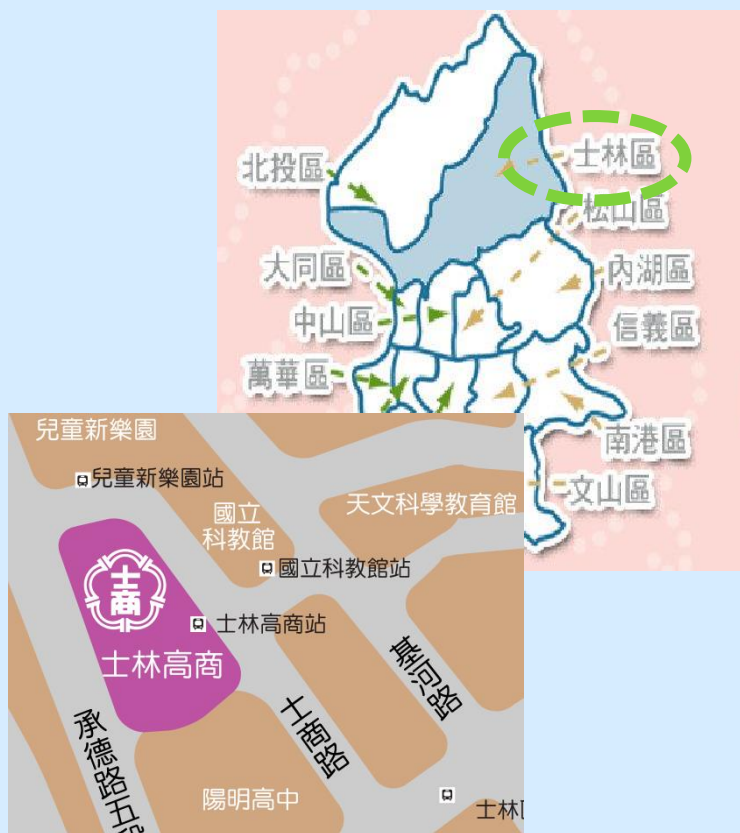 北投區
士林區
松山區
大同區
內湖區
中山區
信義區
萬華區
南港區
文山區
兒童新樂園
兒童新樂園站
國立
科教館
天文科學教育館
國立科教館站
士商
士林高商站
士林高商
基河路
士商路
承德路五段
陽明高中
士林